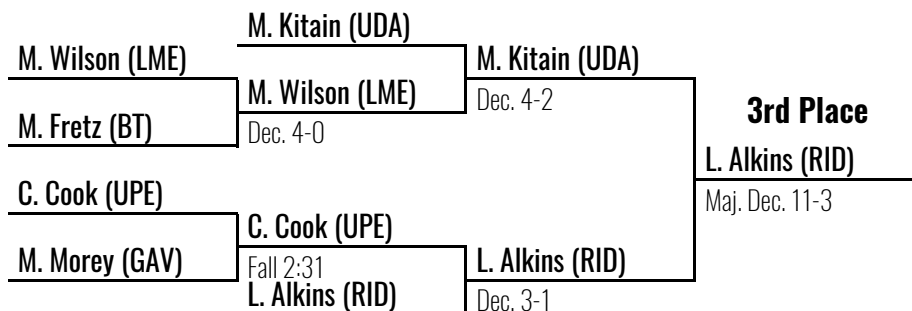 M. Kitain (UDA)
M. Wilson (LME)
M. Kitain (UDA)
M. Wilson (LME)
Dec. 4-2
3rd Place
M. Fretz (BT)
Dec. 4-0
L. Alkins (RID)
C. Cook (UPE)
Maj. Dec. 11-3
C. Cook (UPE)
M. Morey (GAV)
Fall 2:31
L. Alkins (RID)
L. Alkins (RID)
Dec. 3-1